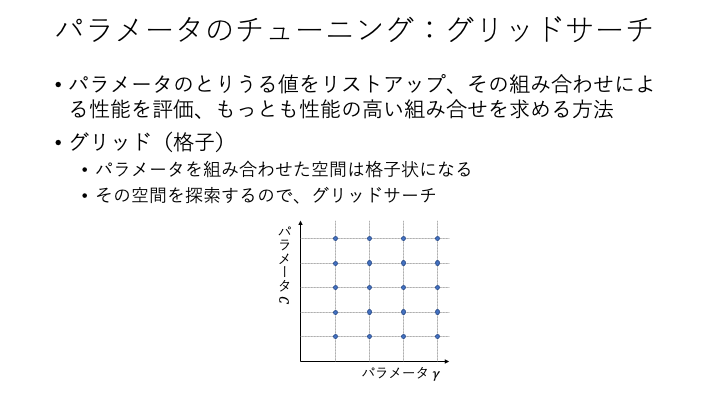 パラメータのチューニング：グリッドサーチ
• パラメータのとりうる値をリストアップ、その組み合わせによ
る性能を評価、もっとも性能の高い組み合せを求める方法
• グリッド（格子）
• パラメータを組み合わせた空間は格子状になる
• その空間を探索するので、グリッドサーチ
パラメータ C
パラメータ γ